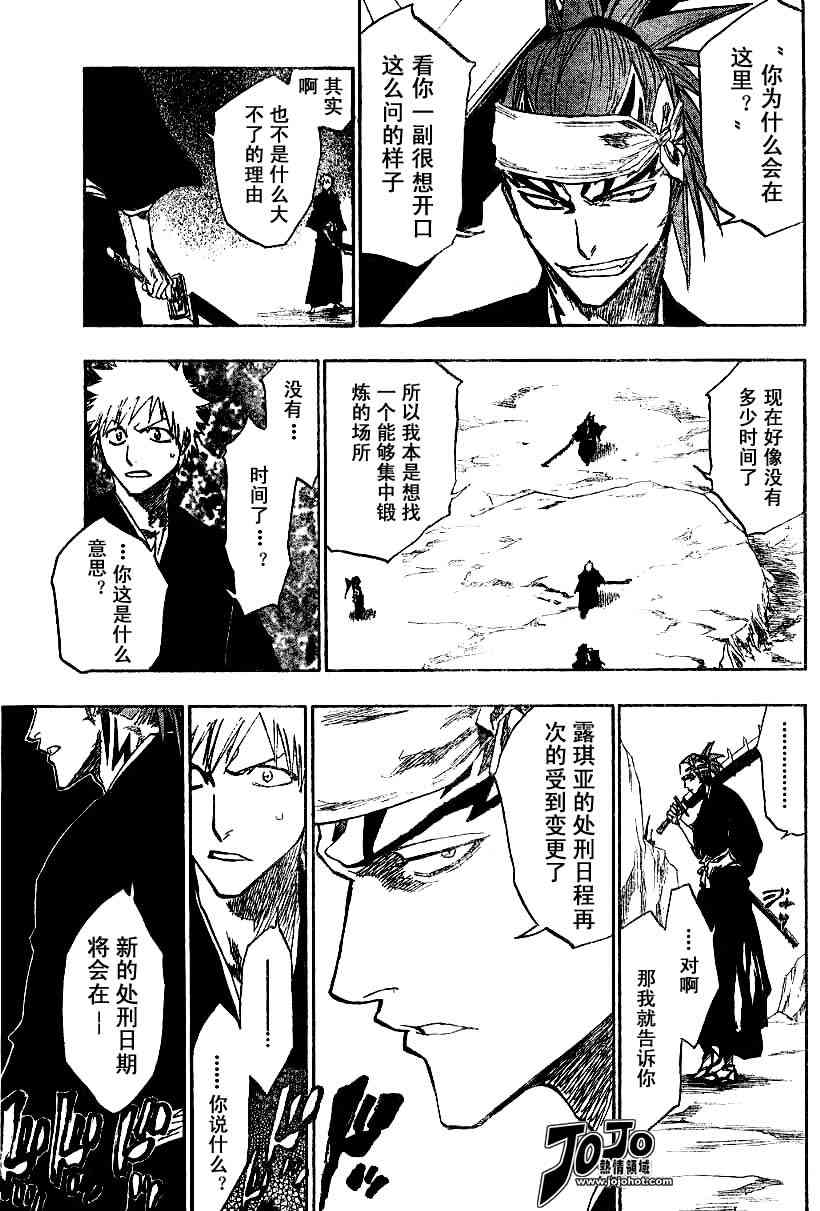 “你为什么会在
这里？”
看你一副很想开口
这么问的样子
其实
啊
也不是什么大
不了的理由
现在好像没有
多少时间了
所以我本是想找
一个能够集中锻
炼的场所
没有…
时间了…？
…你这是什么
意思？
………………
…对啊
那我就告诉你
露琪亚的处刑日程再
次的受到变更了
————
……你说什么？
新的处刑日期
将会在—
JOJO
熱情領域
www.jojohot.com